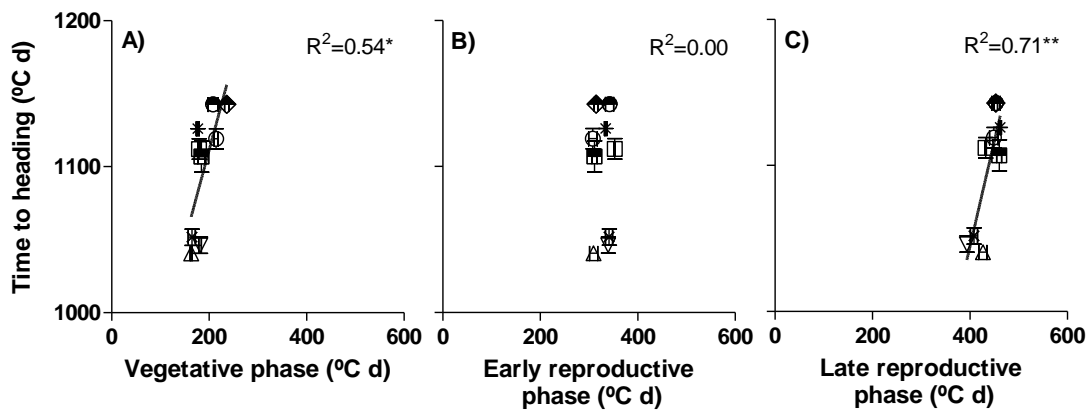 A)
R²=0.54*
B)
R²=0.00
C)
R²=0.71**
Time to heading (ºC d)
1200
1100
1000
0 200 400 600
0 200 400 600
0 200 400 600
Vegetative phase (ºC d)
Early reproductive
phase (ºC d)
Late reproductive
phase (ºC d)